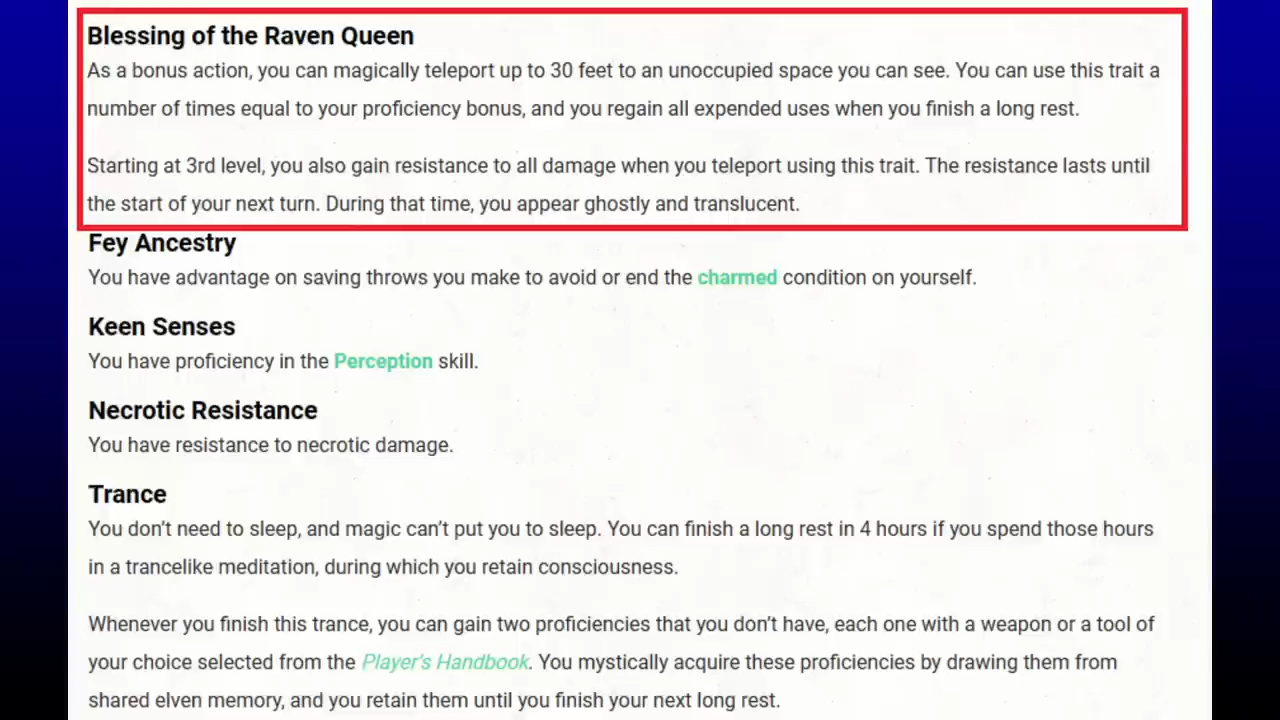 Blessing of the Raven Queen
As a bonus action, you can magically teleport up to 30 feet to an unoccupied space you can see. You can use this trait a
number of times equal to your proficiency bonus, and you regain all expended uses when you finish a long rest.
Starting at 3rd level, you also gain resistance to all damage when you teleport using this trait. The resistance lasts until
the start of your next turn. During that time, you appear ghostly and translucent.
Fey Ancestry
You have advantage on saving throws you make to avoid or end the charmed condition on yourself.
Keen Senses
You have proficiency in the Perception skill.
Necrotic Resistance
You have resistance to necrotic damage.
Trance
You don’t need to sleep, and magic can’t put you to sleep. You can finish a long rest in 4 hours if you spend those hours
in a trancelike meditation, during which you retain consciousness.
Whenever you finish this trance, you can gain two proficiencies that you don’t have, each one with a weapon or a tool of
your choice selected from the Player’s Handbook. You mystically acquire these proficiencies by drawing them from
shared elven memory, and you retain them until you finish your next long rest.